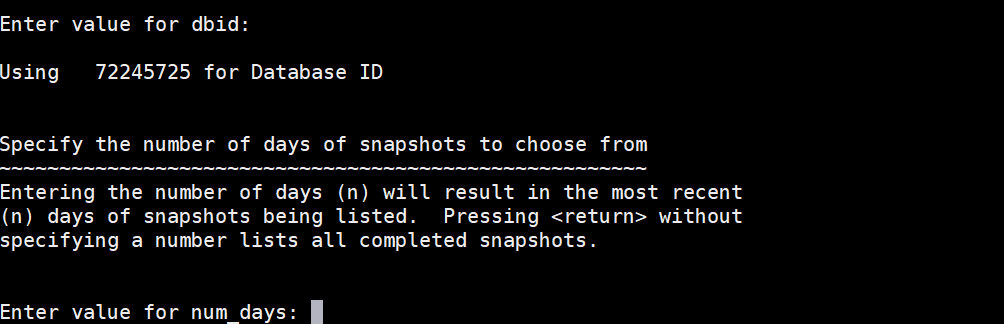 Enter value for dbid:
Using   72245725 for Database ID
Specify the number of days of snapshots to choose from
~~~~~~~~~~~~~~~~~~~~~~~~~~~~~~~~~~~~~~~~~~~~~~~~~~~~~~
Entering the number of days (n) will result in the most recent
(n) days of snapshots being listed.  Pressing <return> without
specifying a number lists all completed snapshots.
Enter value for num_days: